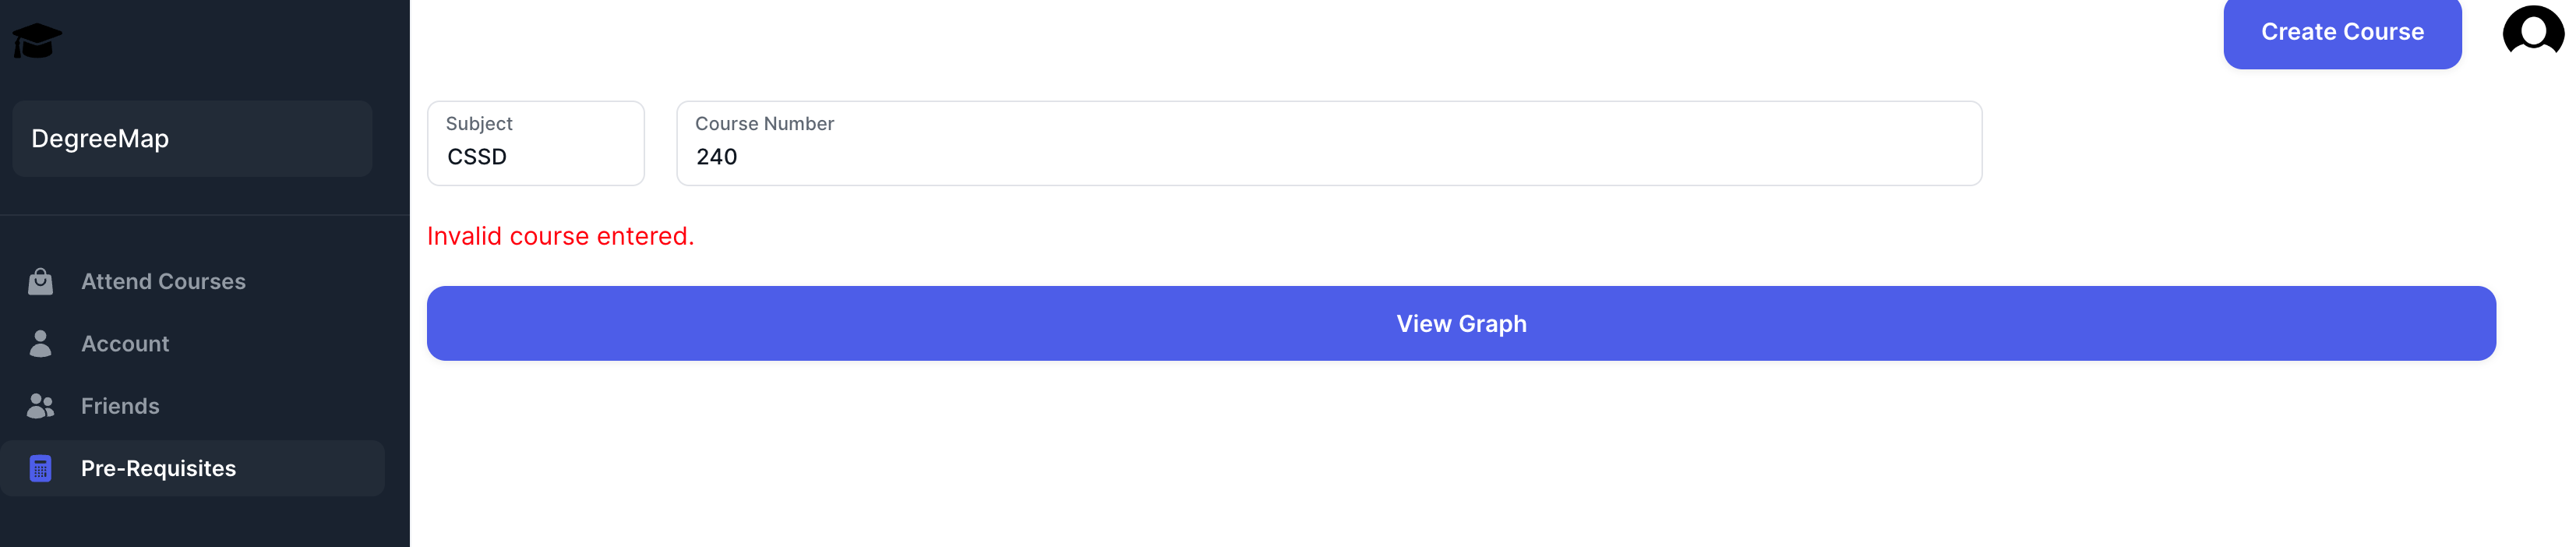 Create Course
DegreeMap
Subject
CSSD
Course Number
240
Invalid course entered.
View Graph
Attend Courses
Account
Friends
Pre-Requisites